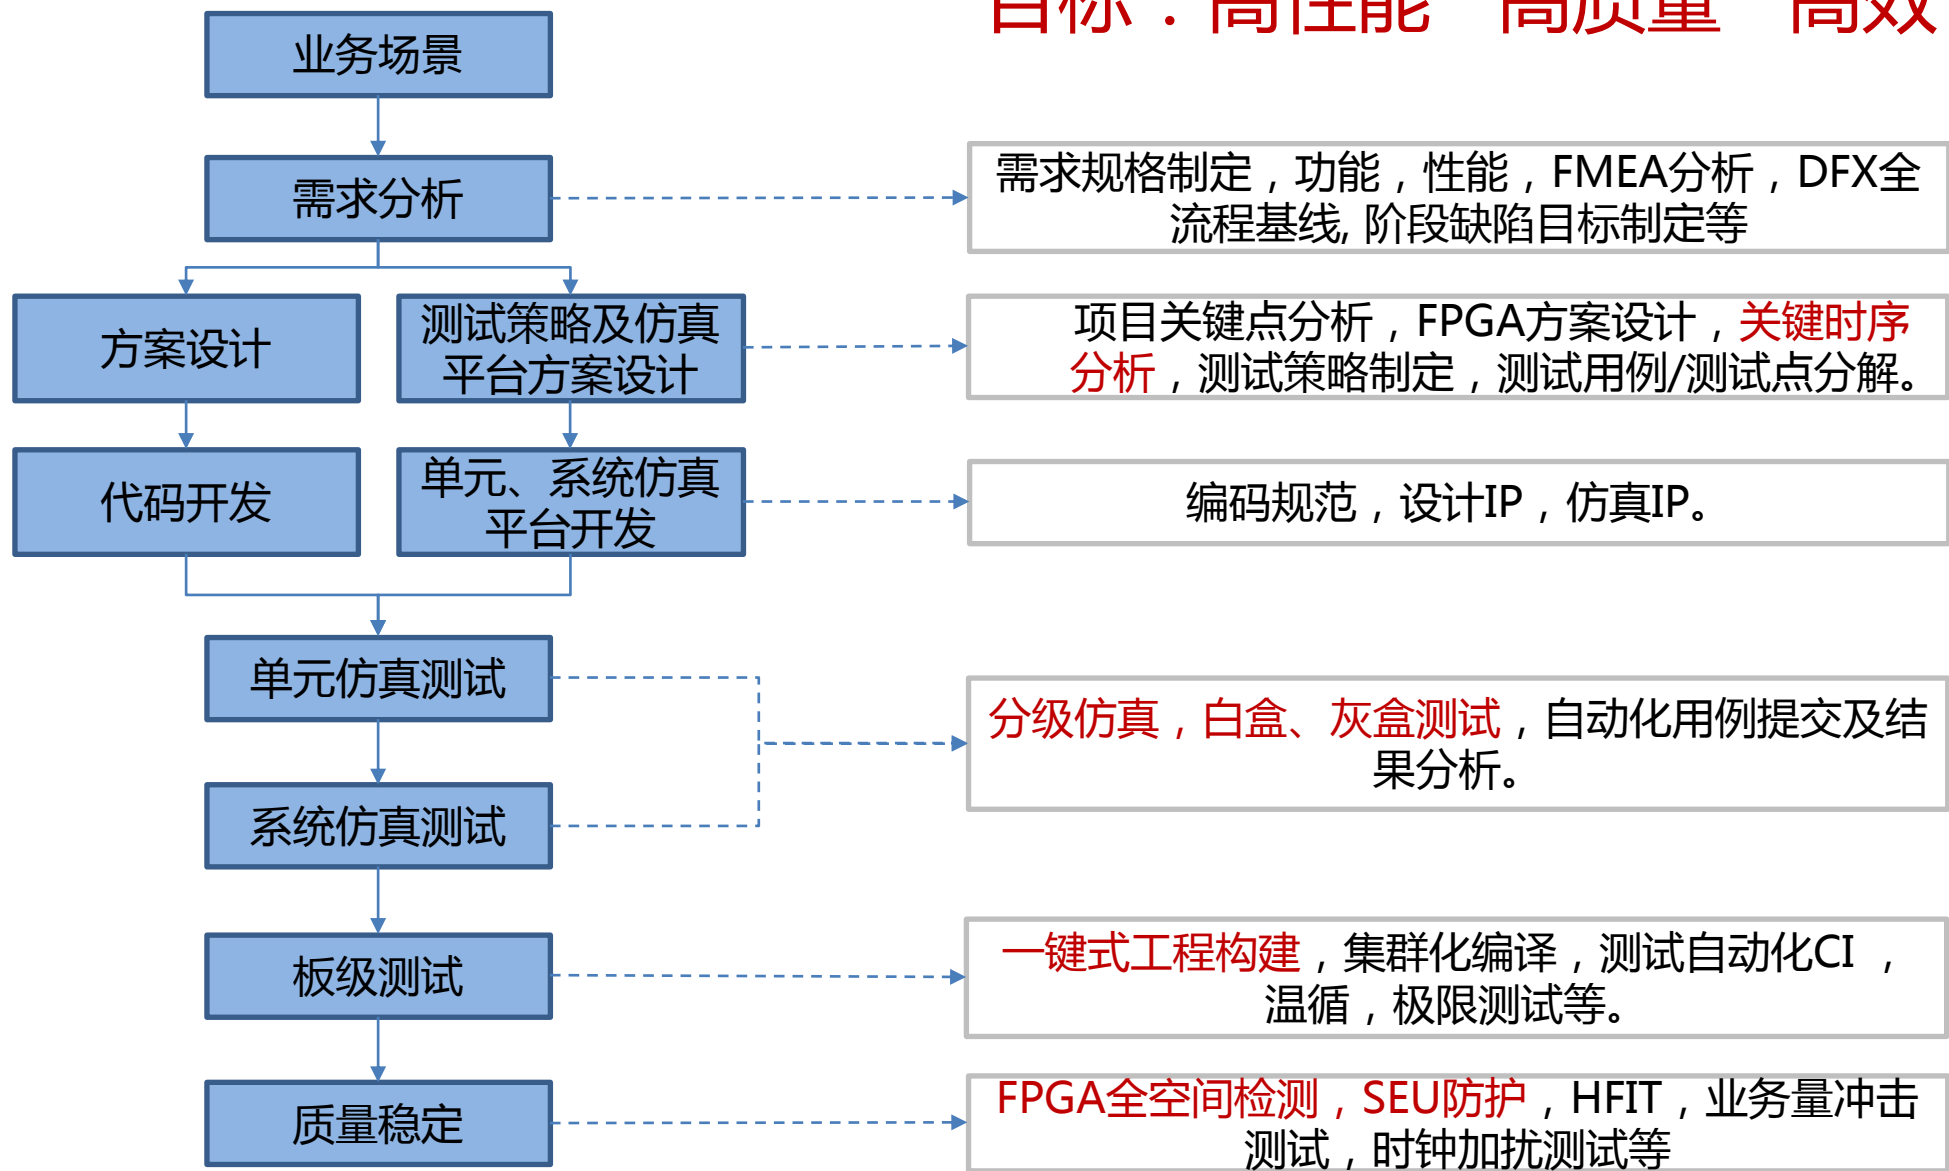 目标：高性能 高质量 高效
业务场景
需求分析
需求规格制定，功能，性能，FMEA分析，DFX全
流程基线, 阶段缺陷目标制定等
方案设计
测试策略及仿真
平台方案设计
项目关键点分析，FPGA方案设计，关键时序
分析，测试策略制定，测试用例/测试点分解。
代码开发
单元、系统仿真
平台开发
编码规范，设计IP，仿真IP。
单元仿真测试
分级仿真，白盒、灰盒测试，自动化用例提交及结
果分析。
系统仿真测试
板级测试
一键式工程构建，集群化编译，测试自动化CI ，
温循，极限测试等。
质量稳定
FPGA全空间检测，SEU防护，HFIT，业务量冲击
测试，时钟加扰测试等